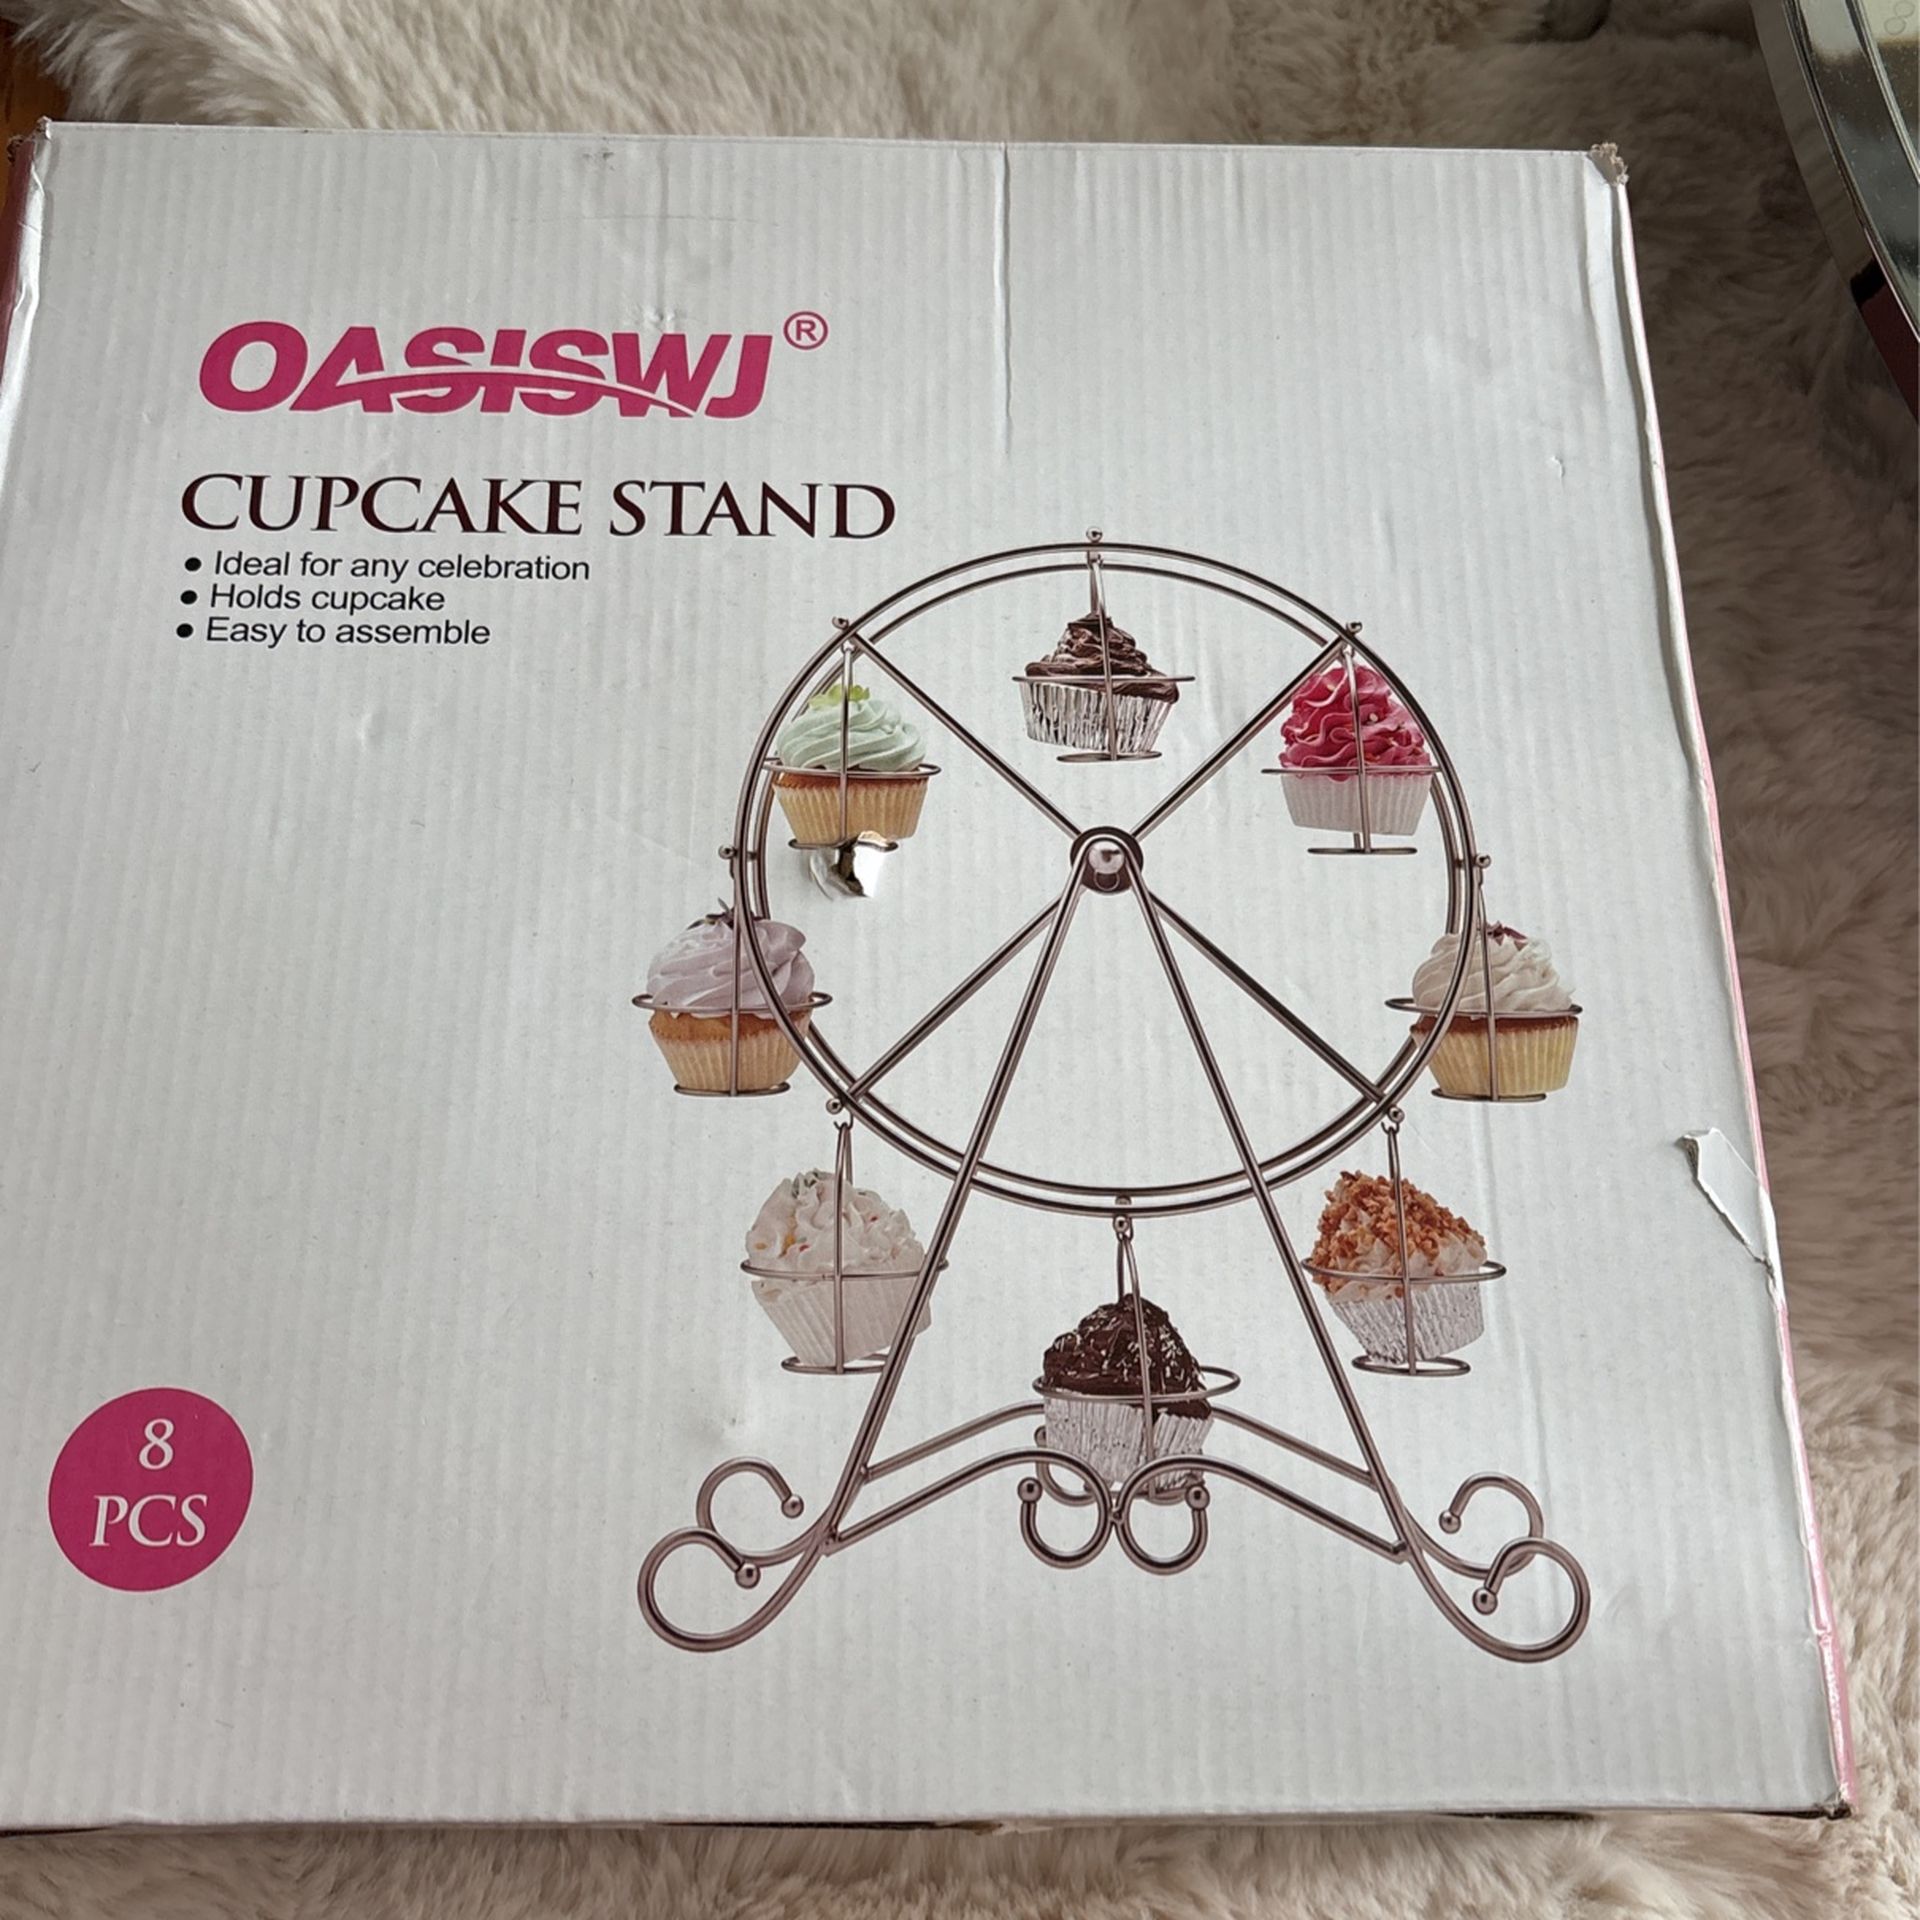 OASISWJ®
CUPCAKE STAND
• Ideal for any celebration
• Holds cupcake
• Easy to assemble
8
PCS